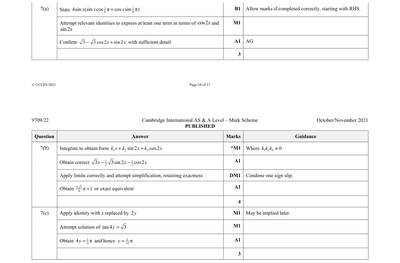 7(a) State 4sin x(sin x cos ⅙π + cos x sin ⅙π) B1 Allow marks if completed correctly, starting with RHS.
Attempt relevant identities to express at least one term in terms of cos 2x and M1
sin 2x
Confirm √3 − √3 cos 2x + sin 2x with sufficient detail A1 AG
3
© UCLES 2021 Page 10 of 11
9709/22 Cambridge International AS & A Level – Mark Scheme October/November 2021
PUBLISHED
Question Answer Marks Guidance
7(b) Integrate to obtain form k₁x + k₂ sin 2x + k₃ cos 2x *M1 Where k₁k₂k₃ ≠ 0
Obtain correct √3x − ½√3 sin 2x − ½ cos 2x A1
Apply limits correctly and attempt simplification, retaining exactness DM1 Condone one sign slip.
Obtain π + 1 or exact equivalent A1
4
7(c) Apply identity with x replaced by 2y M1 May be implied later.
Attempt solution of tan 4y = √3 M1
Obtain 4y = ⅓π and hence y = π A1
3